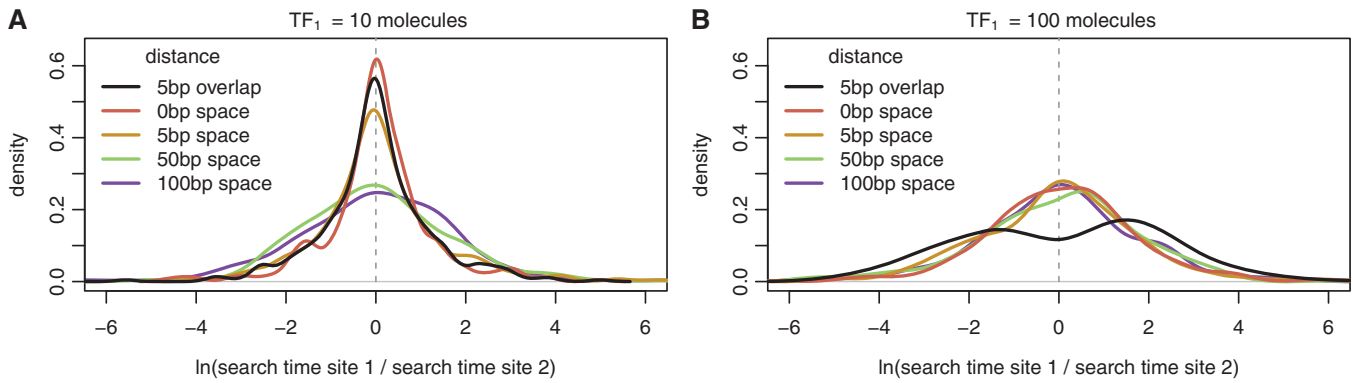 A
TF₁ = 10 molecules
density
0.0 0.2 0.4 0.6
distance
5bp overlap
0bp space
5bp space
50bp space
100bp space
−6 −4 −2 0 2 4 6
ln(search time site 1 / search time site 2)
B
TF₁ = 100 molecules
density
0.0 0.2 0.4 0.6
distance
5bp overlap
0bp space
5bp space
50bp space
100bp space
−6 −4 −2 0 2 4 6
ln(search time site 1 / search time site 2)